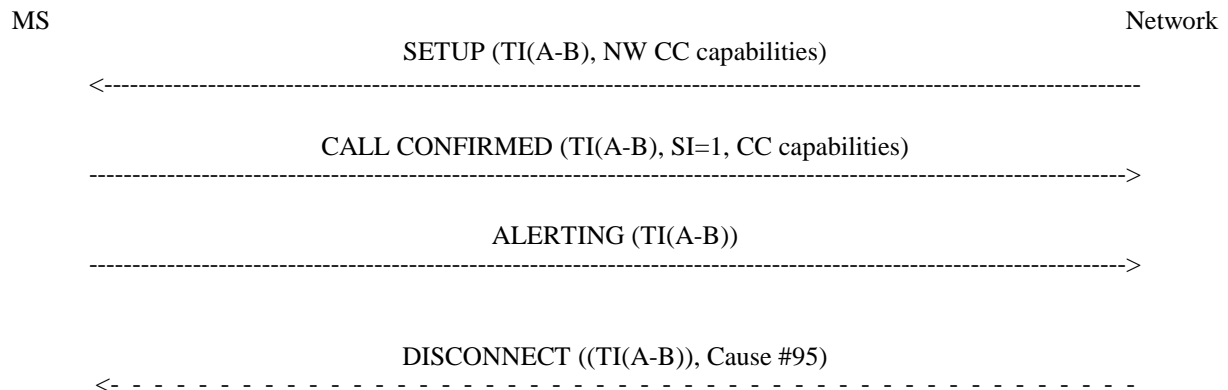 MS Network
SETUP (TI(A-B), NW CC capabilities)
<----------------------------------------------------------------------------------------------------------------------------
CALL CONFIRMED (TI(A-B), SI=1, CC capabilities)
---------------------------------------------------------------------------------------------------------------------------->
ALERTING (TI(A-B))
---------------------------------------------------------------------------------------------------------------------------->
DISCONNECT ((TI(A-B)), Cause #95)
<- - - - - - - - - - - - - - - - - - - - - - - - - - - - - - - - - - - - - - - - - - - - - - -